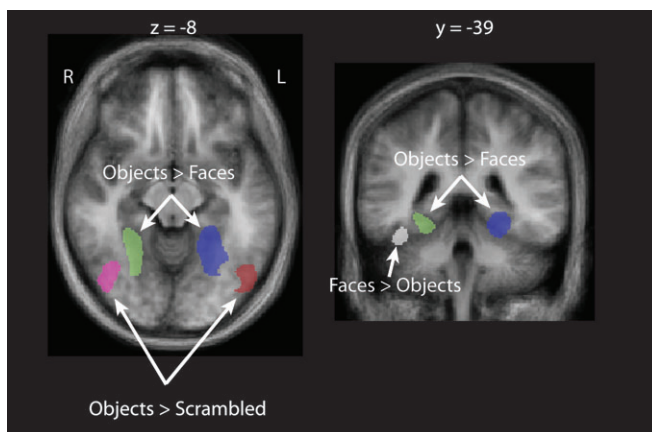 z = -8
y = -39
R
L
Objects > Faces
Objects > Faces
Faces > Objects
Objects > Scrambled